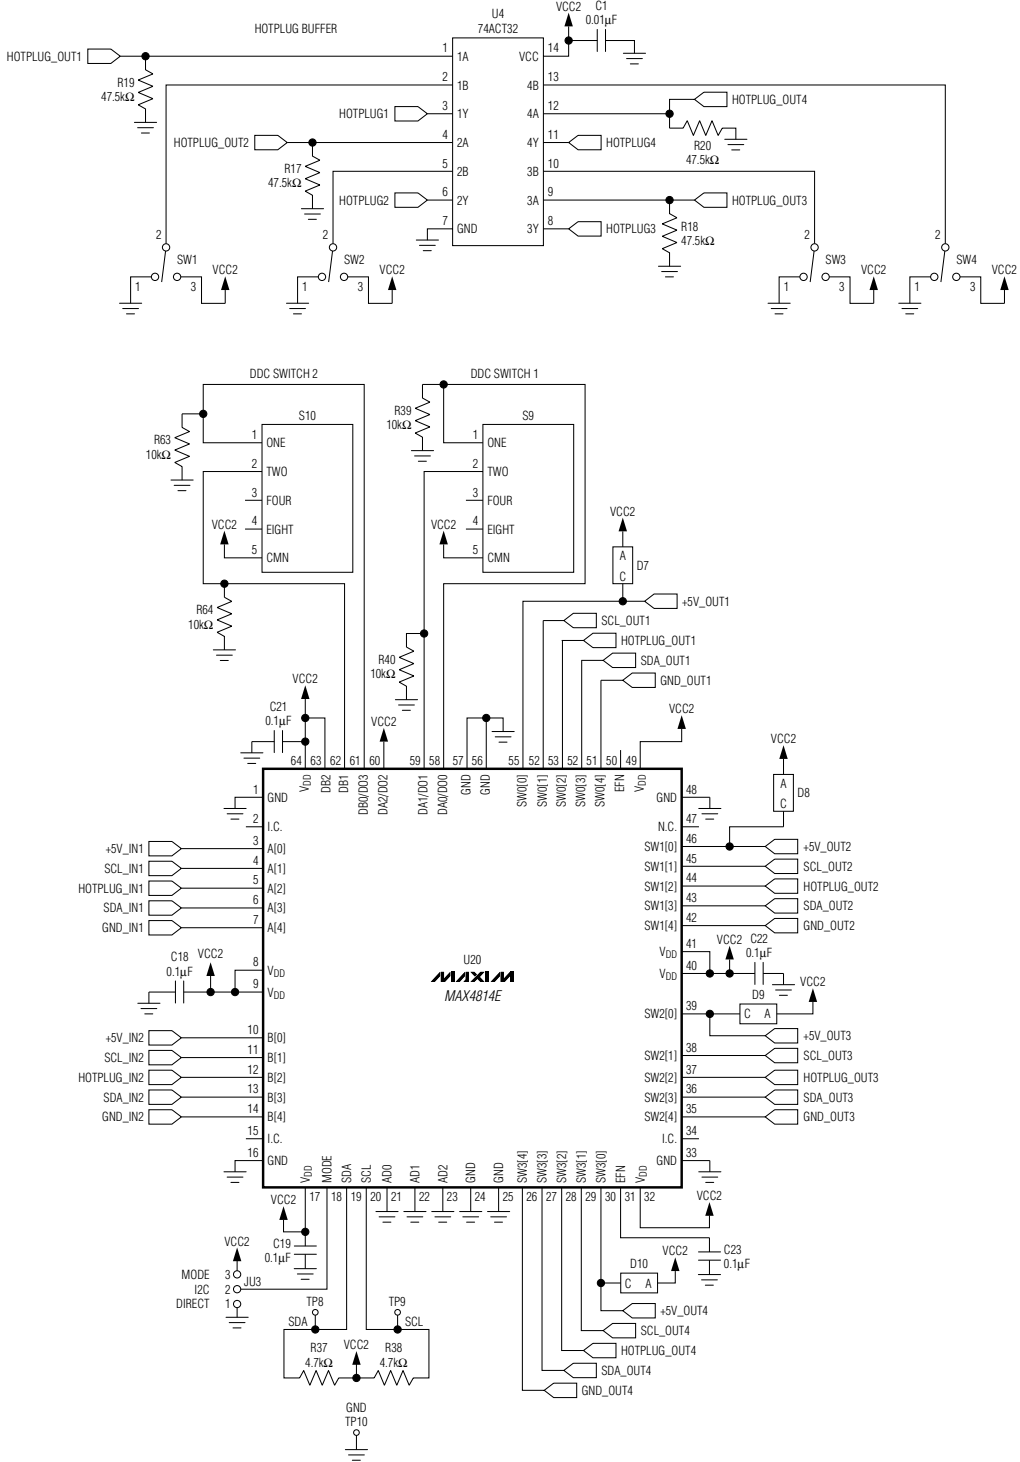 HOTPLUG BUFFER
U4
74ACT32
VCC2
C1
0.01µF
HOTPLUG_OUT1
R19
47.5kΩ
1 1A
2 1B
HOTPLUG1 3 1Y
HOTPLUG_OUT2 4 2A
R17
47.5kΩ
5 2B
HOTPLUG2 6 2Y
7 GND
VCC 14
4B 13
4A 12 HOTPLUG_OUT4
R20
47.5kΩ
4Y 11 HOTPLUG4
3B 10
3A 9 HOTPLUG_OUT3
R18
47.5kΩ
3Y 8 HOTPLUG3
2 SW1 1 3 VCC2
2 SW2 1 3 VCC2
2 SW3 1 3 VCC2
2 SW4 1 3 VCC2
DDC SWITCH 2
S10
R63
10kΩ
1 ONE
2 TWO
3 FOUR
4 EIGHT
5 CMN
VCC2
R64
10kΩ
DDC SWITCH 1
S9
R39
10kΩ
1 ONE
2 TWO
3 FOUR
4 EIGHT
5 CMN
VCC2
R40
10kΩ
VCC2
A
C
D7
+5V_OUT1
SCL_OUT1
HOTPLUG_OUT1
SDA_OUT1
GND_OUT1
VCC2
C21
0.1µF
VCC2
VCC2
64 63 62 61 60 59 58 57 56 55 52 53 52 51 50 49
VDD DB2 DB1 DB0/DO3 DA2/DO2 DA1/DO1 DA0/DO0 GND GND SW0[0] SW0[1] SW0[2] SW0[3] SW0[4] EFN VDD
1 GND
2 I.C.
+5V_IN1 3 A[0]
SCL_IN1 4 A[1]
HOTPLUG_IN1 5 A[2]
SDA_IN1 6 A[3]
GND_IN1 7 A[4]
C18
0.1µF
VCC2
8 VDD
9 VDD
+5V_IN2 10 B[0]
SCL_IN2 11 B[1]
HOTPLUG_IN2 12 B[2]
SDA_IN2 13 B[3]
GND_IN2 14 B[4]
15 I.C.
16 GND
U20
MAXIM
MAX4814E
VCC2
A
C
D8
GND 48
N.C. 47
SW1[0] 46 +5V_OUT2
SW1[1] 45 SCL_OUT2
SW1[2] 44 HOTPLUG_OUT2
SW1[3] 43 SDA_OUT2
SW1[4] 42 GND_OUT2
VDD 41
VDD 40
VCC2
C22
0.1µF
SW2[0] 39
D9
C A
VCC2
+5V_OUT3
SW2[1] 38 SCL_OUT3
SW2[2] 37 HOTPLUG_OUT3
SW2[3] 36 SDA_OUT3
SW2[4] 35 GND_OUT3
I.C. 34
GND 33
VDD MODE SDA SCL AD0 AD1 AD2 GND GND SW3[4] SW3[3] SW3[2] SW3[1] SW3[0] EFN VDD
17 18 19 20 21 22 23 24 25 26 27 28 29 30 31 32
VCC2
C19
0.1µF
VCC2
MODE 3
I2C 2
DIRECT 1
JU3
TP8
SDA
TP9
SCL
R37
4.7kΩ
VCC2
R38
4.7kΩ
GND
TP10
D10
C A
VCC2
VCC2
C23
0.1µF
+5V_OUT4
SCL_OUT4
HOTPLUG_OUT4
SDA_OUT4
GND_OUT4